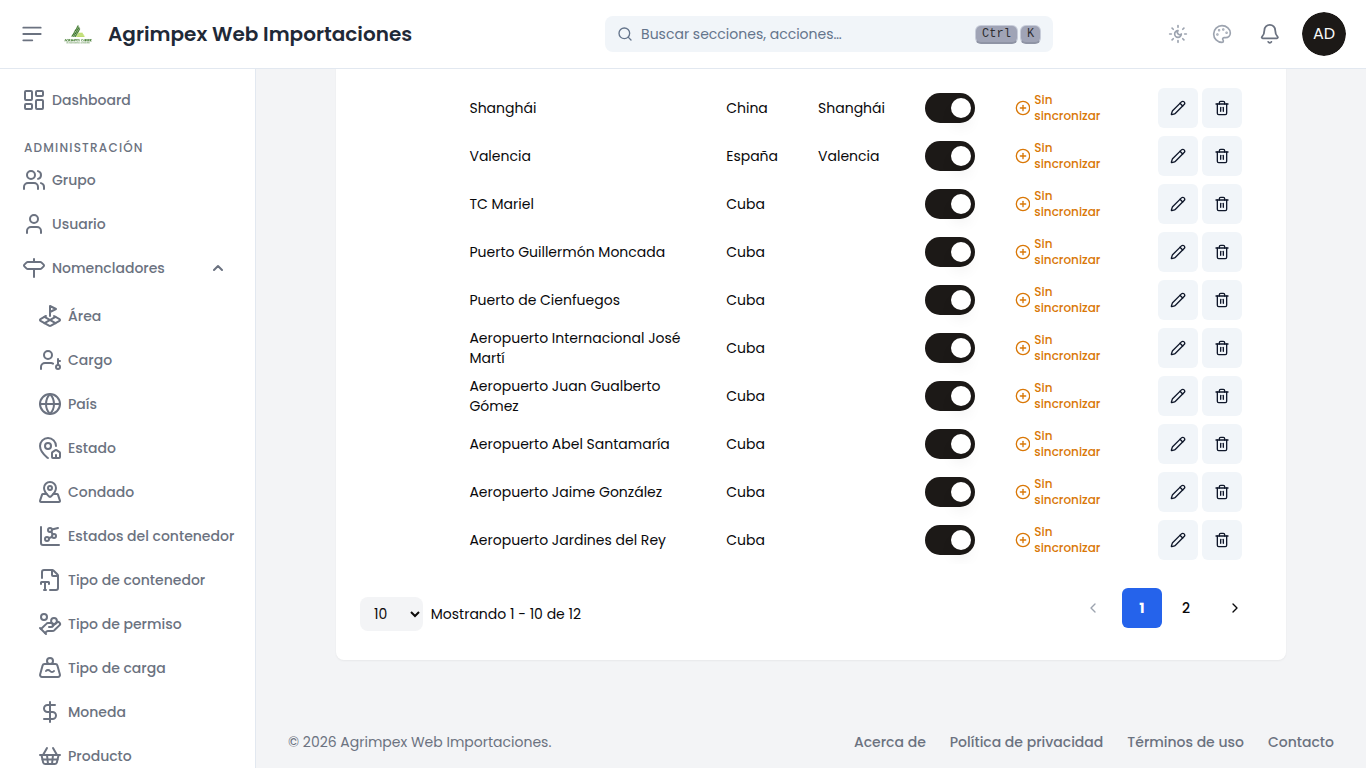 Agrimpex Web Importaciones
Buscar secciones, acciones...
Ctrl K
AD
Dashboard
ADMINISTRACIÓN
Grupo
Usuario
Nomencladores
Área
Cargo
País
Estado
Condado
Estados del contenedor
Tipo de contenedor
Tipo de permiso
Tipo de carga
Moneda
Producto
Shanghái China Shanghái Sin
sincronizar
Valencia España Valencia Sin
sincronizar
TC Mariel Cuba Sin
sincronizar
Puerto Guillermón Moncada Cuba Sin
sincronizar
Puerto de Cienfuegos Cuba Sin
sincronizar
Aeropuerto Internacional José
Martí Cuba Sin
sincronizar
Aeropuerto Juan Gualberto
Gómez Cuba Sin
sincronizar
Aeropuerto Abel Santamaría Cuba Sin
sincronizar
Aeropuerto Jaime González Cuba Sin
sincronizar
Aeropuerto Jardines del Rey Cuba Sin
sincronizar
10 Mostrando 1 - 10 de 12
1 2
© 2026 Agrimpex Web Importaciones.
Acerca de Política de privacidad Términos de uso Contacto